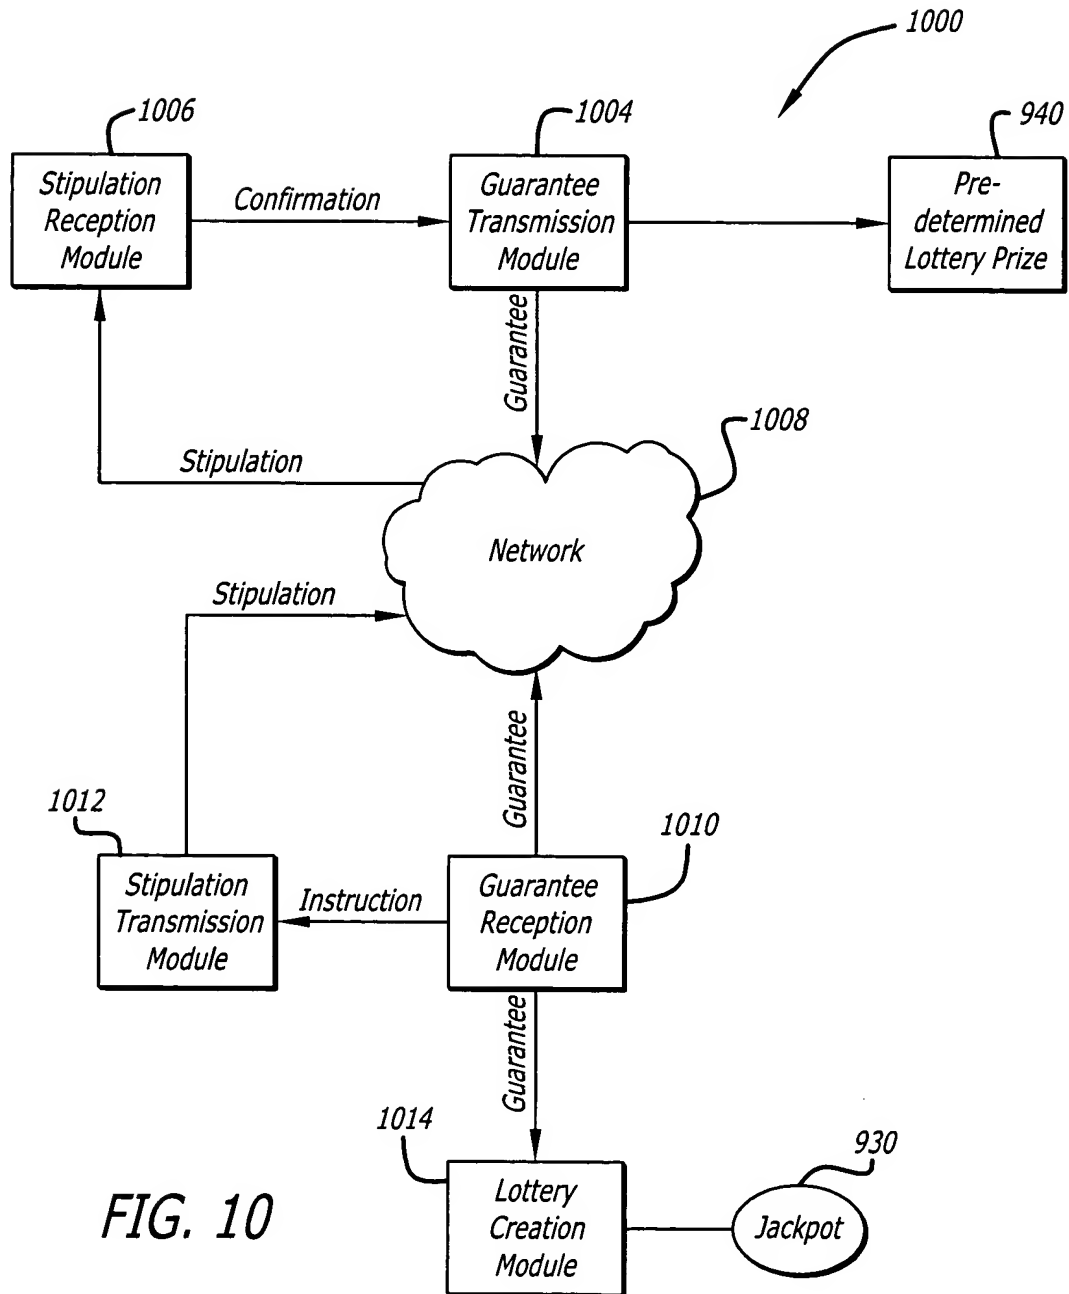 1000
1006
1004
940
Stipulation
Reception
Module
Confirmation
Guarantee
Transmission
Module
Pre-
determined
Lottery Prize
Guarantee
1008
Stipulation
Network
Stipulation
Guarantee
1012
1010
Stipulation
Transmission
Module
Instruction
Guarantee
Reception
Module
Guarantee
1014
930
Lottery
Creation
Module
Jackpot
FIG. 10